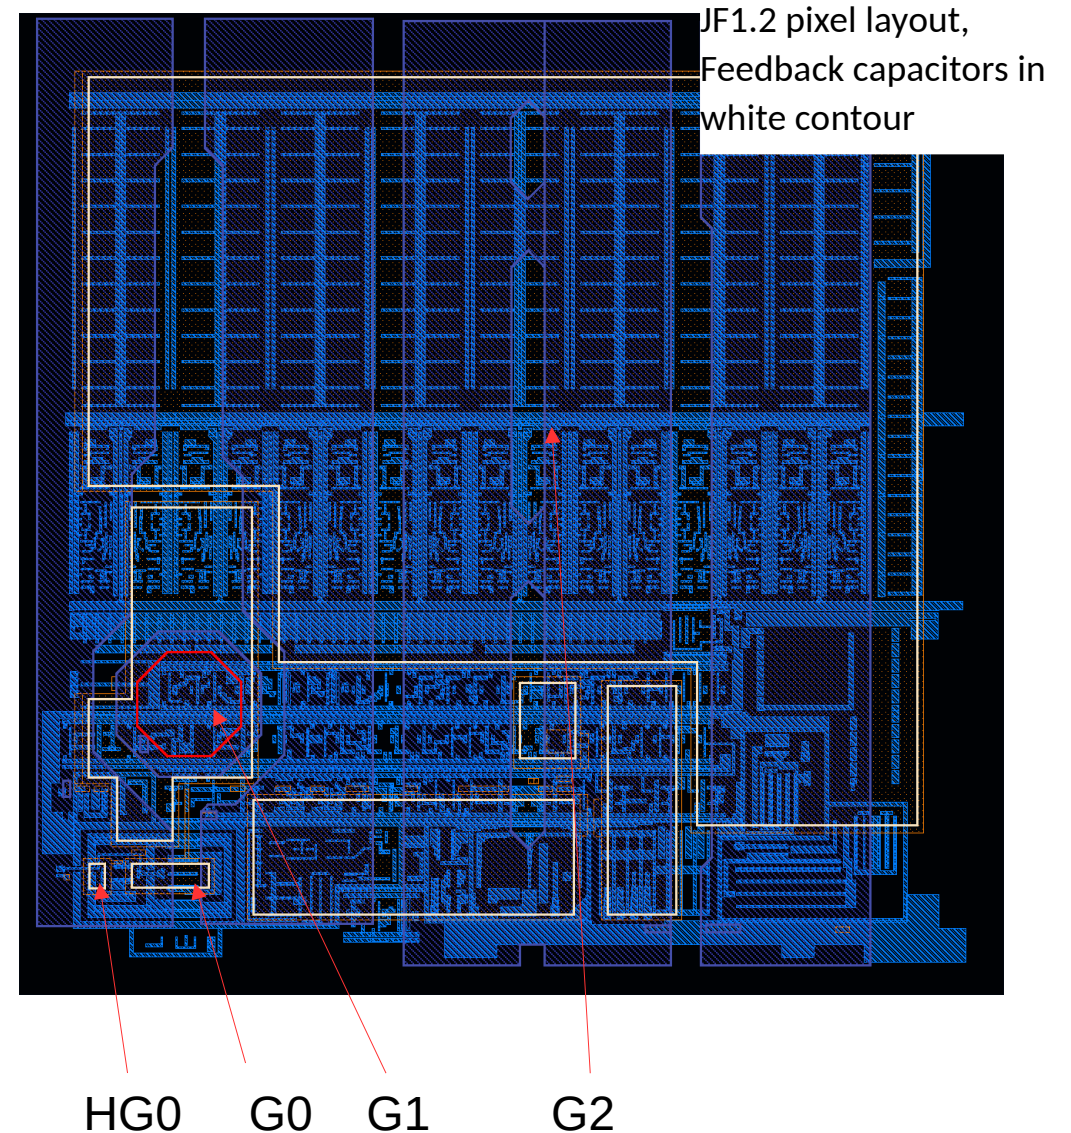 JF1.2 pixel layout,
Feedback capacitors in
white contour
HG0 G0 G1 G2